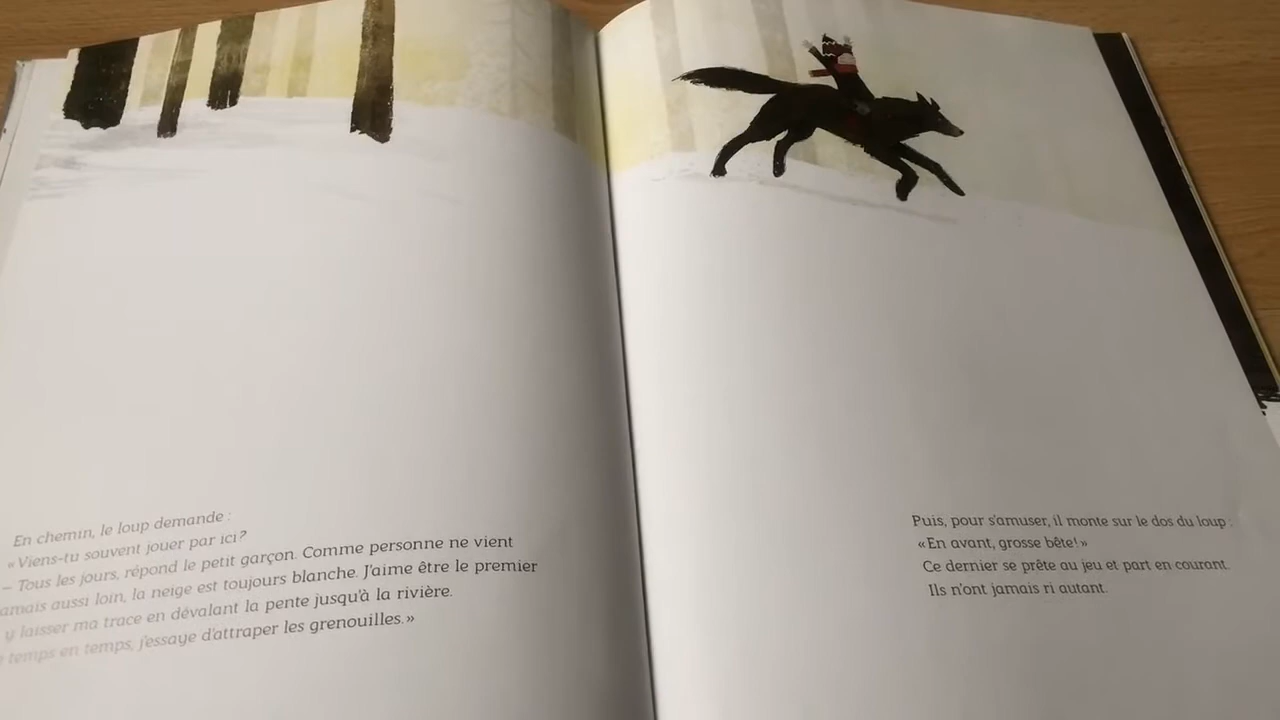 En chemin, le loup demande :
« Viens-tu souvent jouer par ici ?
– Tous les jours, répond le petit garçon. Comme personne ne vient
jamais aussi loin, la neige est toujours blanche. J'aime être le premier
y laisser ma trace en dévalant la pente jusqu'à la rivière.
temps en temps, j'essaye d'attraper les grenouilles. »
Puis, pour s'amuser, il monte sur le dos du loup :
« En avant, grosse bête ! »
Ce dernier se prête au jeu et part en courant.
Ils n'ont jamais ri autant.